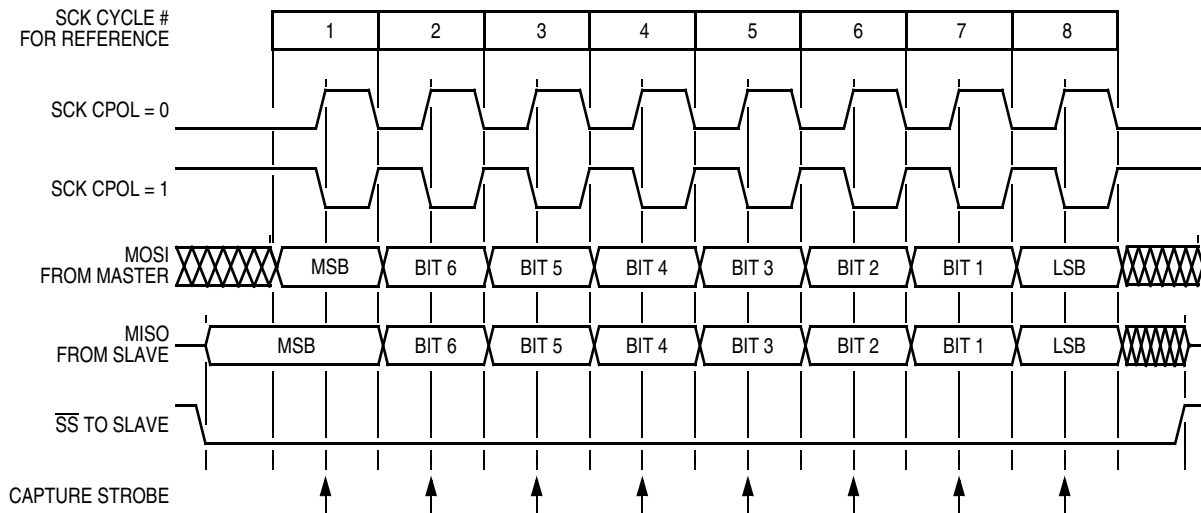 SCK CYCLE #
FOR REFERENCE
1 2 3 4 5 6 7 8
SCK CPOL = 0
SCK CPOL = 1
MOSI
FROM MASTER
MSB BIT 6 BIT 5 BIT 4 BIT 3 BIT 2 BIT 1 LSB
MISO
FROM SLAVE
MSB BIT 6 BIT 5 BIT 4 BIT 3 BIT 2 BIT 1 LSB
S̅S̅ TO SLAVE
CAPTURE STROBE